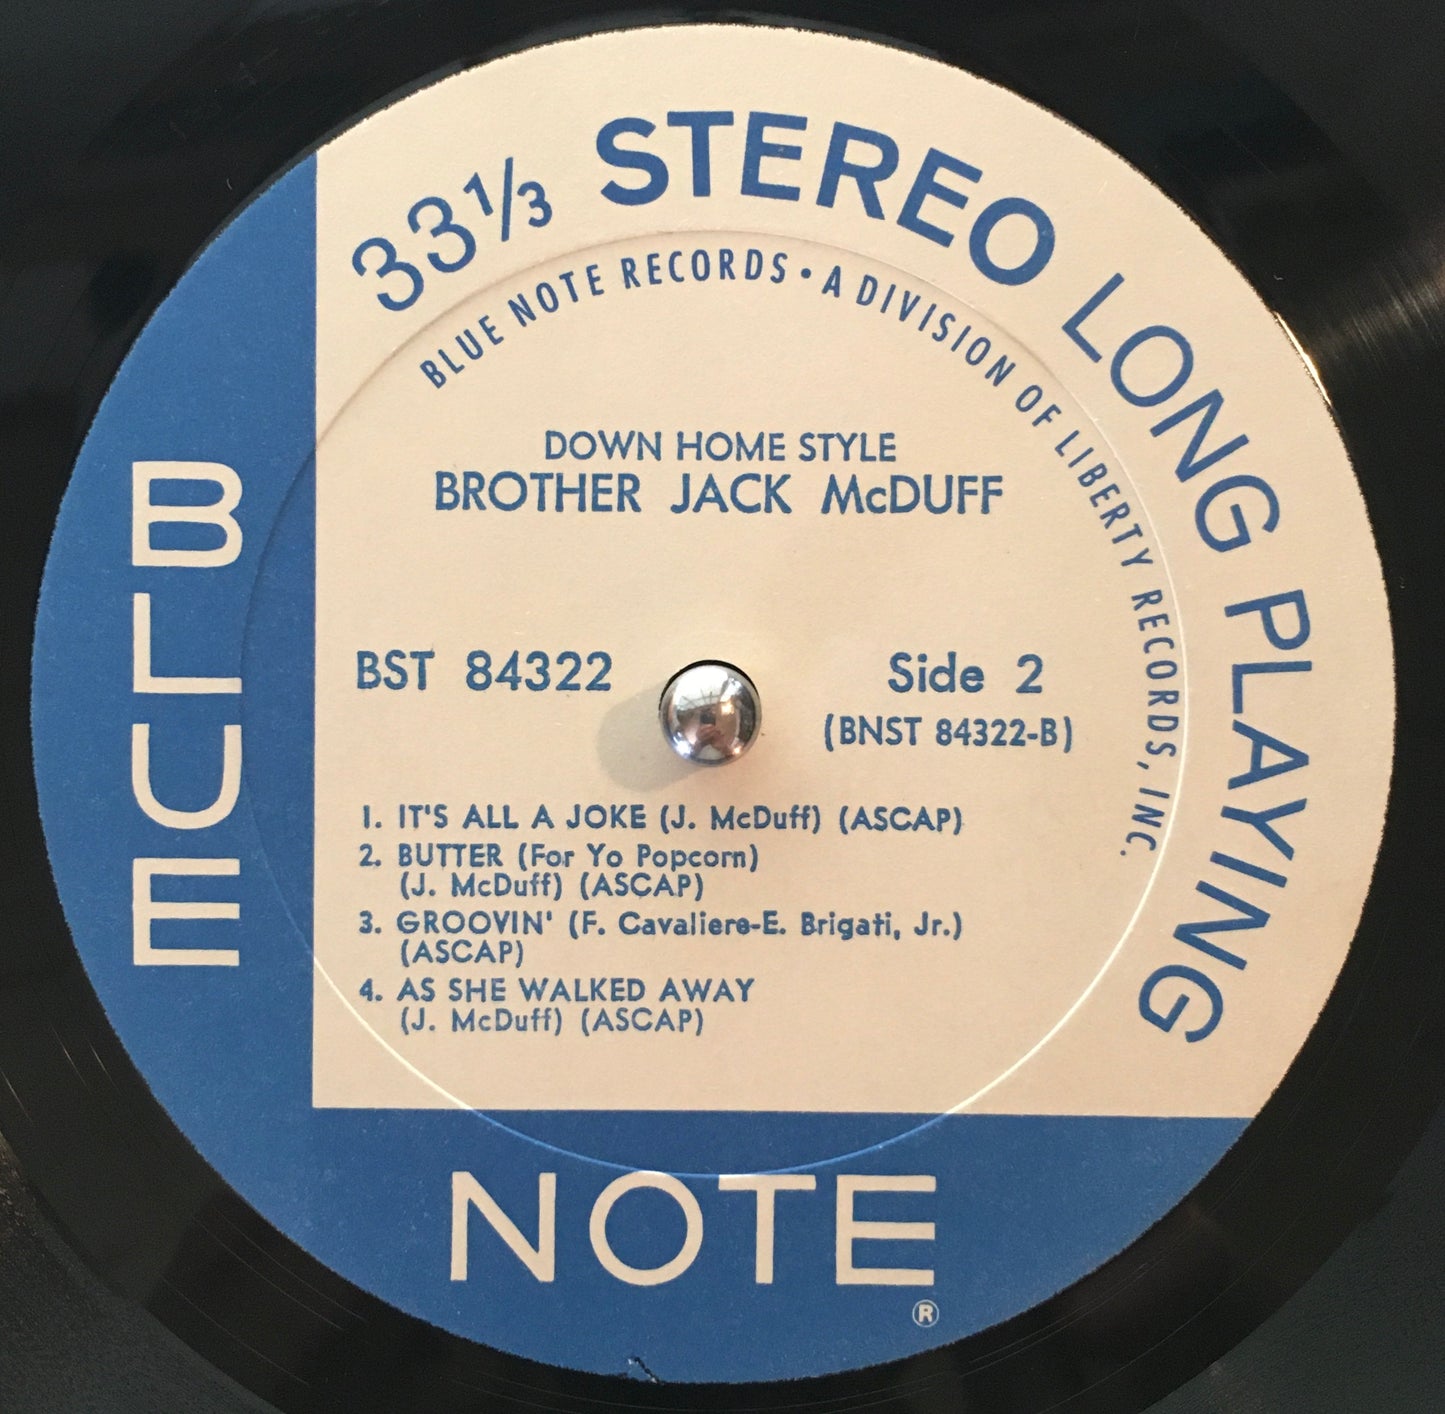 33⅓ STEREO LONG PLAYING
BLUE NOTE RECORDS • A DIVISION OF LIBERTY RECORDS, INC.
DOWN HOME STYLE
BROTHER JACK McDUFF
BST 84322
Side 2
(BNST 84322-B)
1. IT'S ALL A JOKE (J. McDuff) (ASCAP)
2. BUTTER (For Yo Popcorn)
(J. McDuff) (ASCAP)
3. GROOVIN' (F. Cavaliere-E. Brigati, Jr.)
(ASCAP)
4. AS SHE WALKED AWAY
(J. McDuff) (ASCAP)
BLUE
NOTE
®